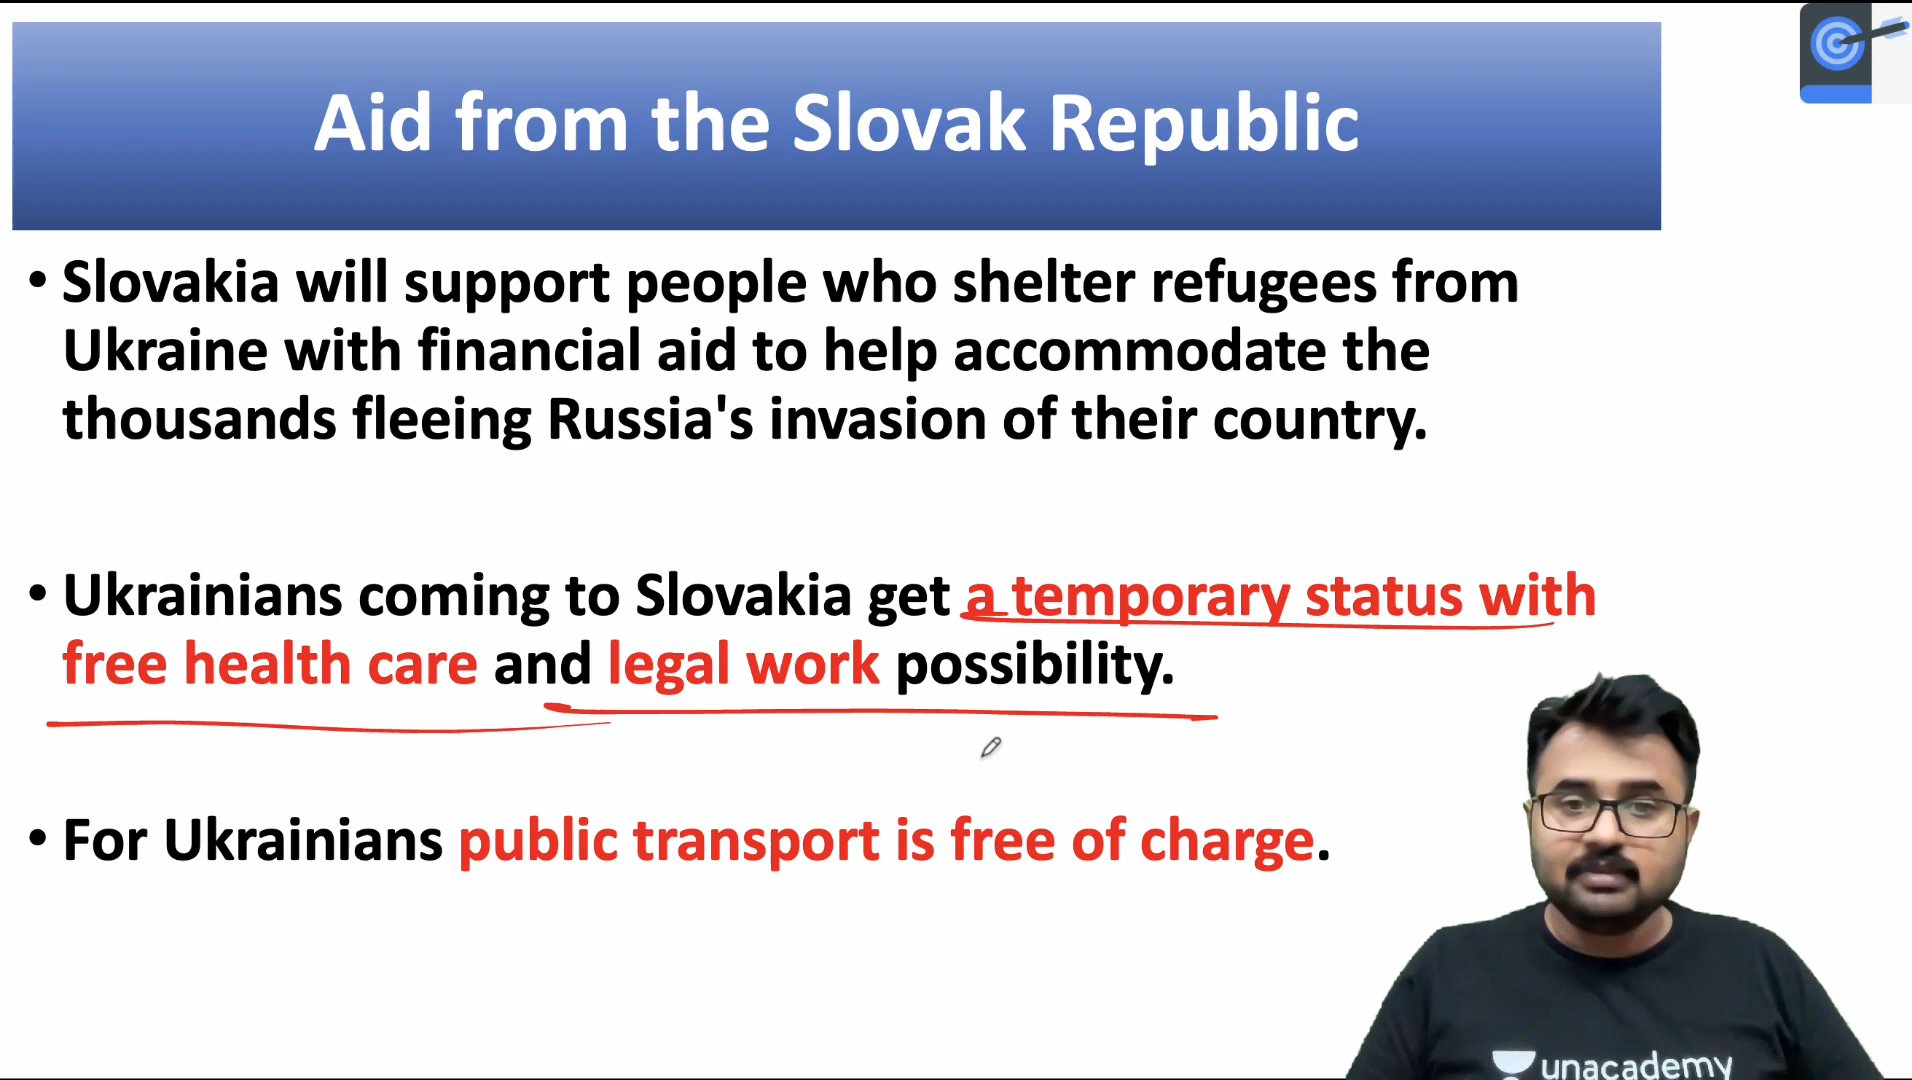 Aid from the Slovak Republic
• Slovakia will support people who shelter refugees from
Ukraine with financial aid to help accommodate the
thousands fleeing Russia's invasion of their country.
• Ukrainians coming to Slovakia get a temporary status with
free health care and legal work possibility.
• For Ukrainians public transport is free of charge.
unacademy